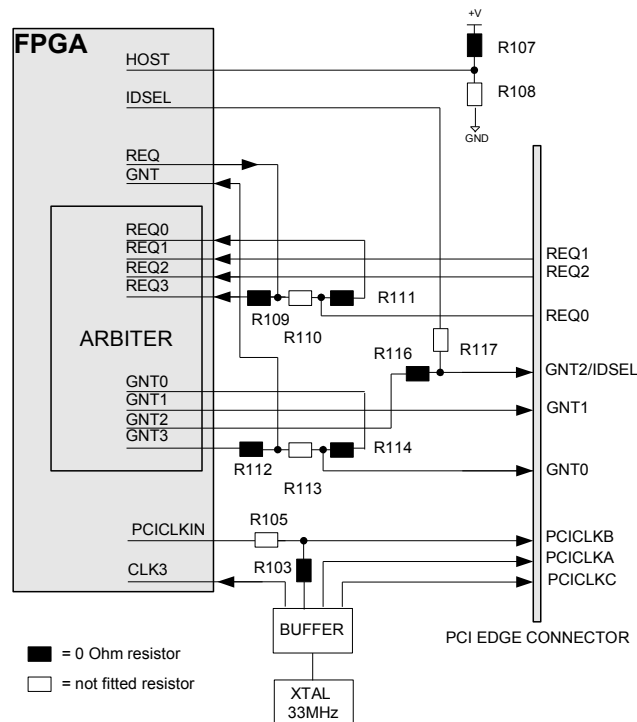 +V
FPGA
R107
HOST
R108
IDSEL
GND
REQ
GNT
REQ0
REQ1
REQ1
REQ2
REQ2
REQ3
R111
REQ0
R109
R110
ARBITER
R116
R117
GNT2/IDSEL
GNT0
GNT1
GNT1
GNT2
GNT3
R114
R112
GNT0
R113
R105
PCICLKIN
PCICLKB
R103
PCICLKA
CLK3
PCICLKC
BUFFER
PCI EDGE CONNECTOR
= 0 Ohm resistor
= not fitted resistor
XTAL
33MHz